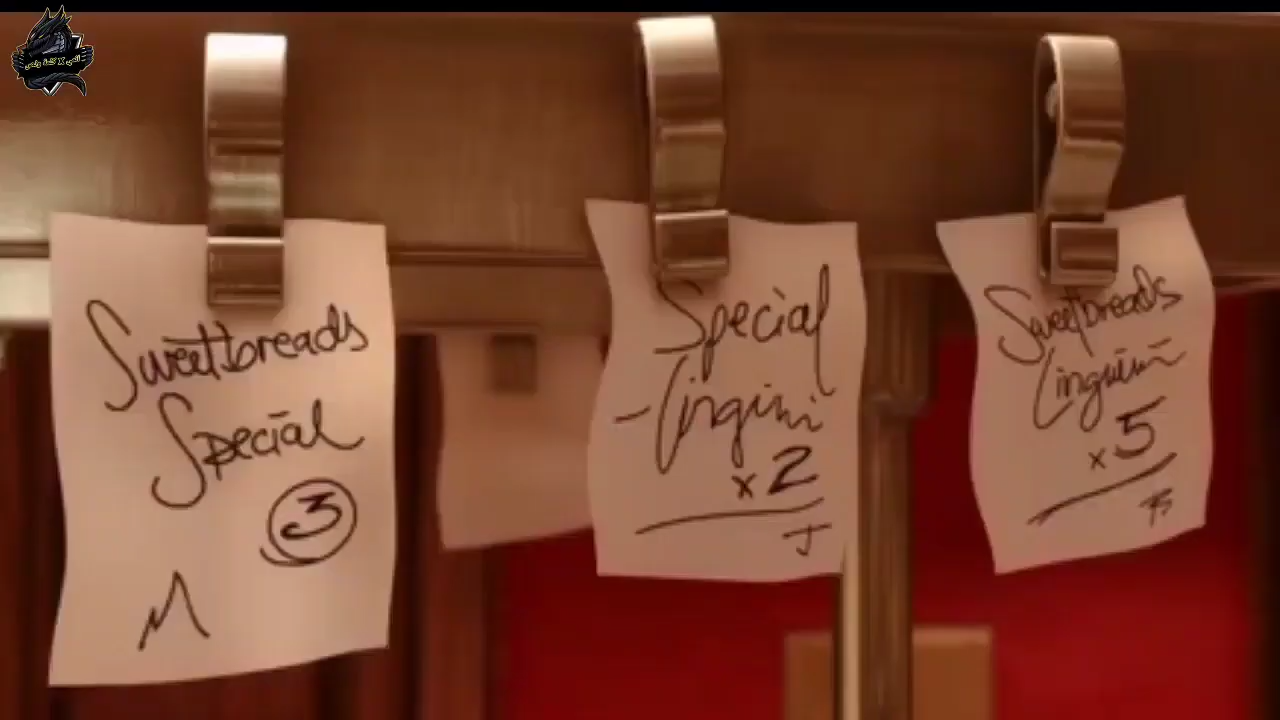 Sweetbreads
Special
3
M
Special
-Linguini
x2
J
Sweetbreads
Linguini
x5